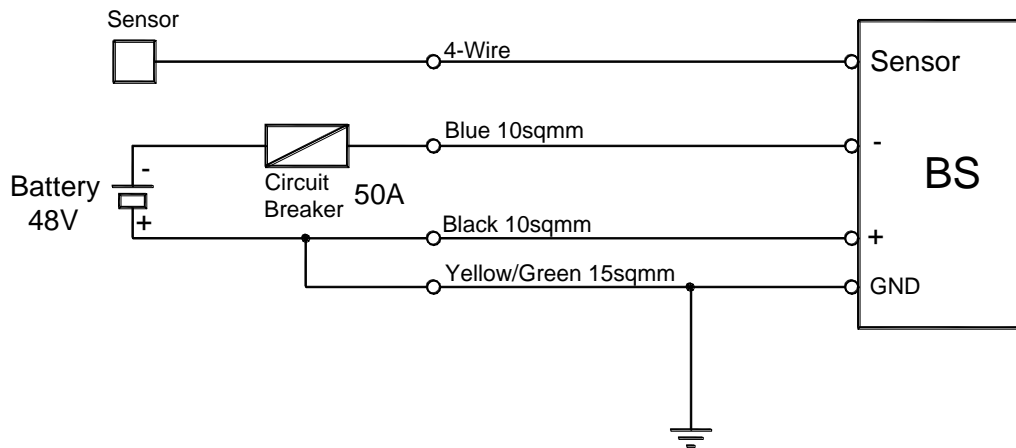 Sensor
4-Wire
Sensor
Blue 10sqmm
-
BS
-
Battery
48V
Circuit
Breaker
50A
+
Black 10sqmm
+
Yellow/Green 15sqmm
GND